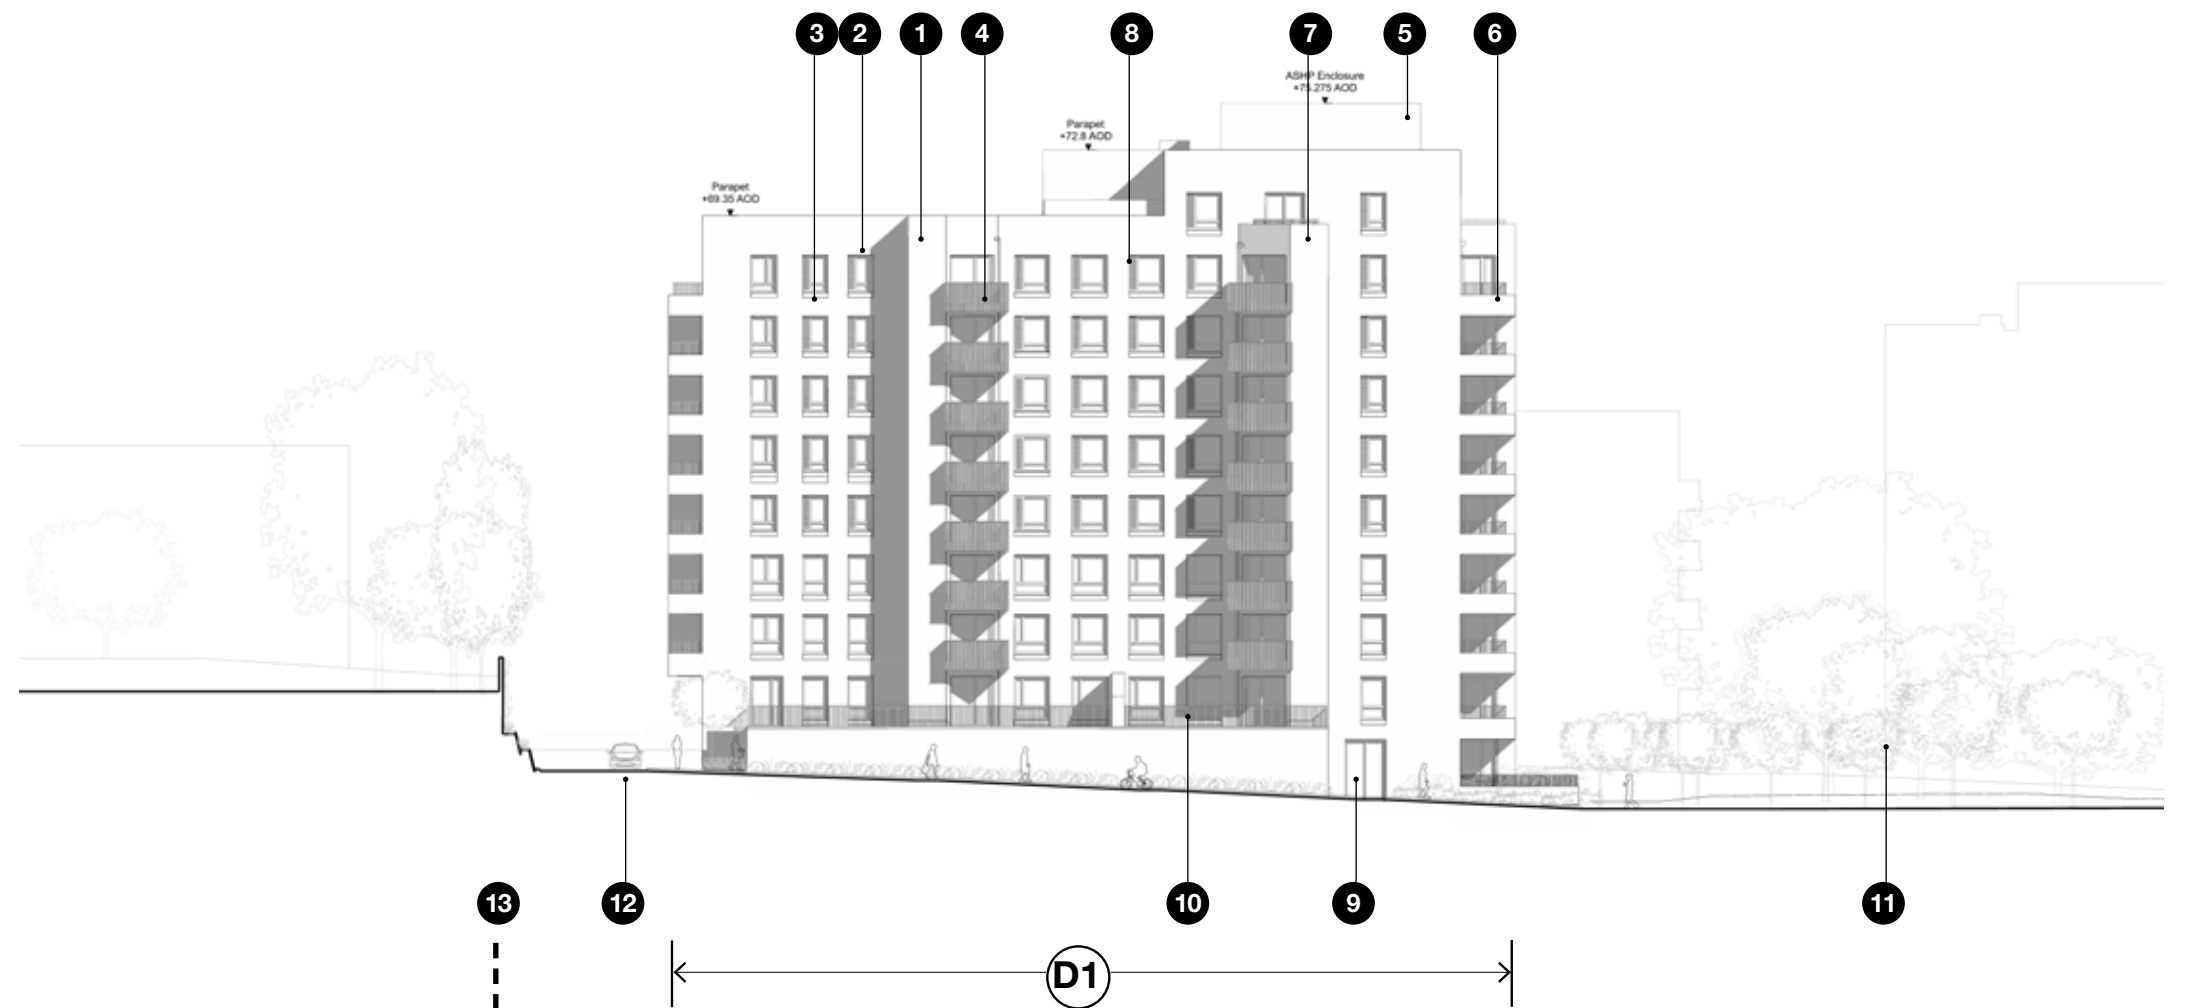 3 2 1 4 8 7 5 6
ASHP Enclosure
+75.275 AOD
Parapet
+72.8 AOD
Parapet
+69.35 AOD
13 12 10 9 11
D1